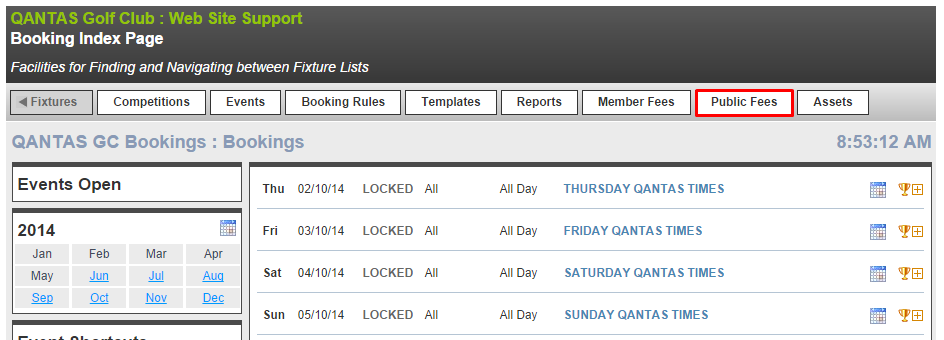 QANTAS Golf Club : Web Site Support
Booking Index Page
Facilities for Finding and Navigating between Fixture Lists
Fixtures Competitions Events Booking Rules Templates Reports Member Fees Public Fees Assets
QANTAS GC Bookings : Bookings 8:53:12 AM
Events Open
2014
Jan Feb Mar Apr
May Jun Jul Aug
Sep Oct Nov Dec
Event Shortcuts
Thu 02/10/14 LOCKED All All Day THURSDAY QANTAS TIMES
Fri 03/10/14 LOCKED All All Day FRIDAY QANTAS TIMES
Sat 04/10/14 LOCKED All All Day SATURDAY QANTAS TIMES
Sun 05/10/14 LOCKED All All Day SUNDAY QANTAS TIMES